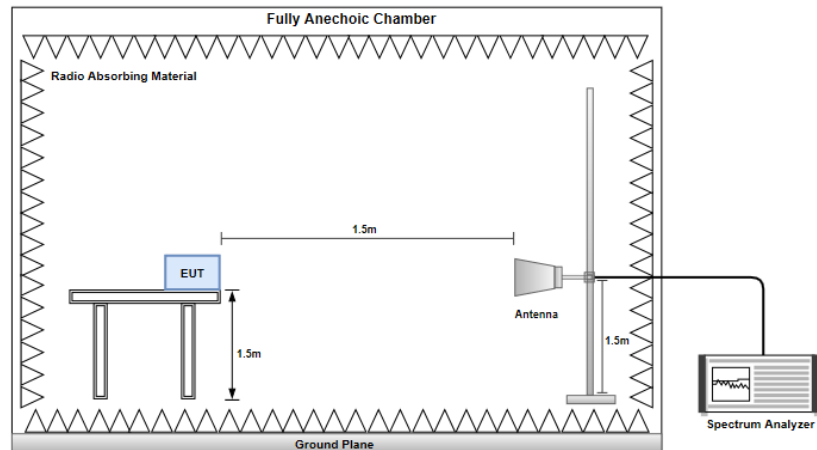 Fully Anechoic Chamber
Radio Absorbing Material
1.5m
EUT
Antenna
1.5m
1.5m
Spectrum Analyzer
Ground Plane